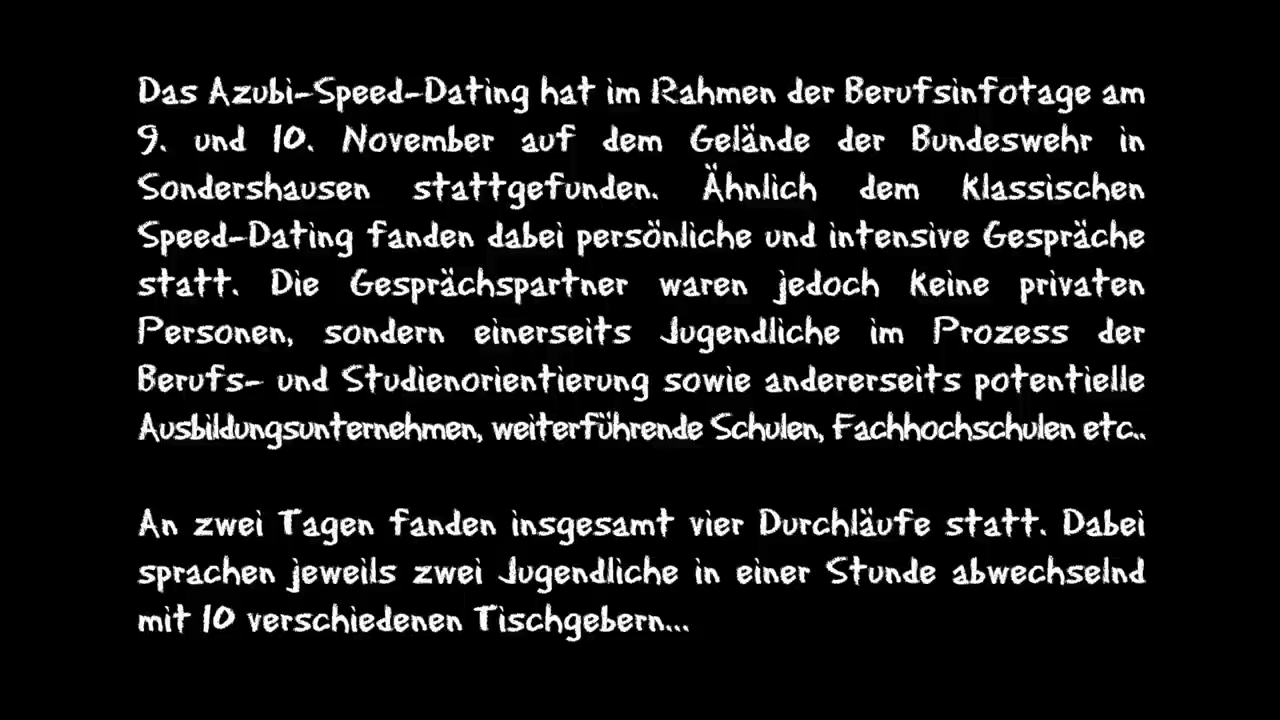 Das Azubi-Speed-Dating hat im Rahmen der Berufsinfotage am
9. und 10. November auf dem Gelände der Bundeswehr in
Sondershausen stattgefunden. Ähnlich dem klassischen
Speed-Dating fanden dabei persönliche und intensive Gespräche
statt. Die Gesprächspartner waren jedoch keine privaten
Personen, sondern einerseits Jugendliche im Prozess der
Berufs- und Studienorientierung sowie andererseits potentielle
Ausbildungsunternehmen, weiterführende Schulen, Fachhochschulen etc..

An zwei Tagen fanden insgesamt vier Durchläufe statt. Dabei
sprachen jeweils zwei Jugendliche in einer Stunde abwechselnd
mit 10 verschiedenen Tischgebern...